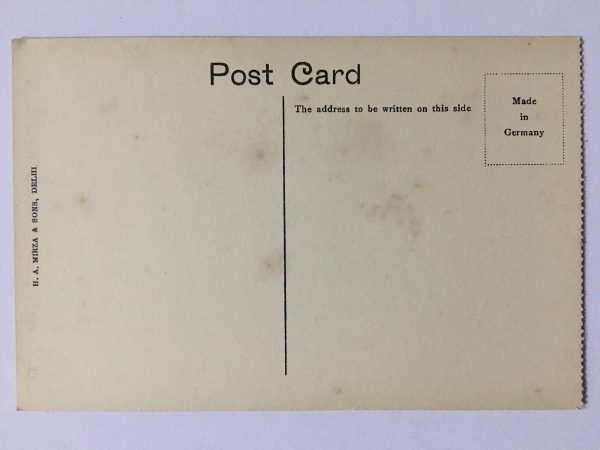 Post Card
The address to be written on this side
Made
in
Germany
H. A. MIRZA & SONS, DELHI.